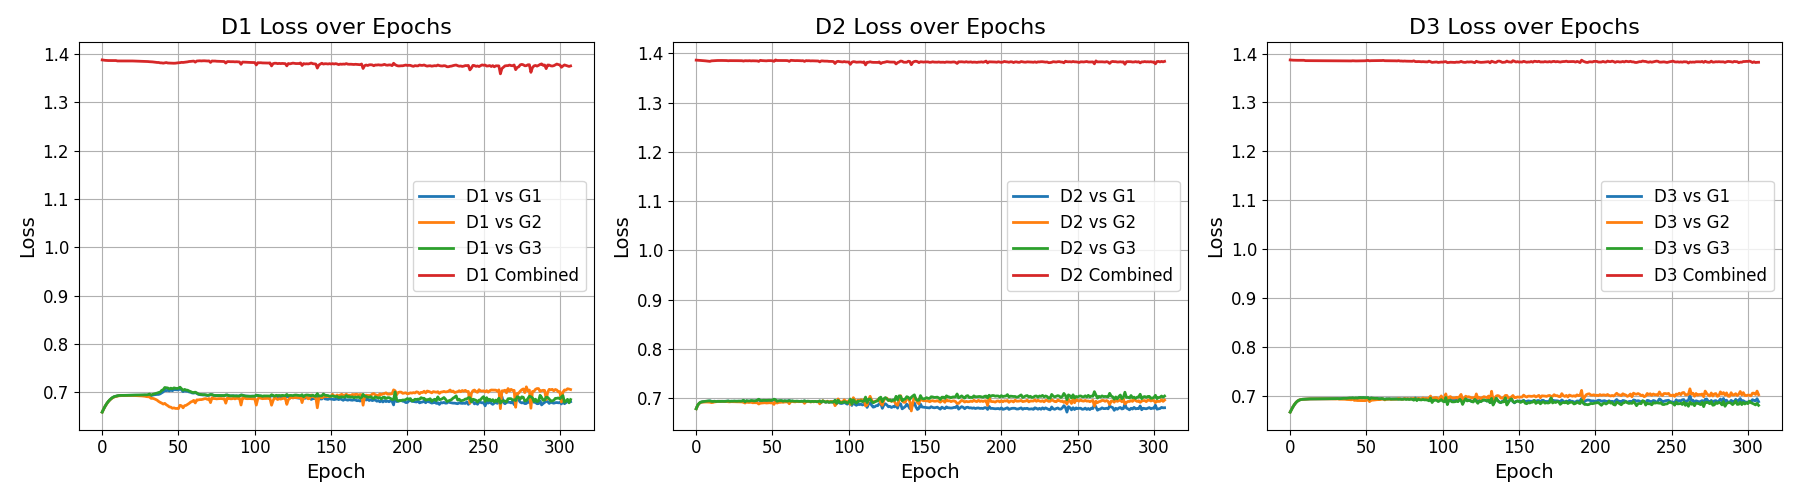 D1 Loss over Epochs
1.4
1.3
1.2
1.1
1.0
0.9
0.8
0.7
Loss
D1 vs G1
D1 vs G2
D1 vs G3
D1 Combined
0 50 100 150 200 250 300
Epoch
D2 Loss over Epochs
1.4
1.3
1.2
1.1
1.0
0.9
0.8
0.7
Loss
D2 vs G1
D2 vs G2
D2 vs G3
D2 Combined
0 50 100 150 200 250 300
Epoch
D3 Loss over Epochs
1.4
1.3
1.2
1.1
1.0
0.9
0.8
0.7
Loss
D3 vs G1
D3 vs G2
D3 vs G3
D3 Combined
0 50 100 150 200 250 300
Epoch